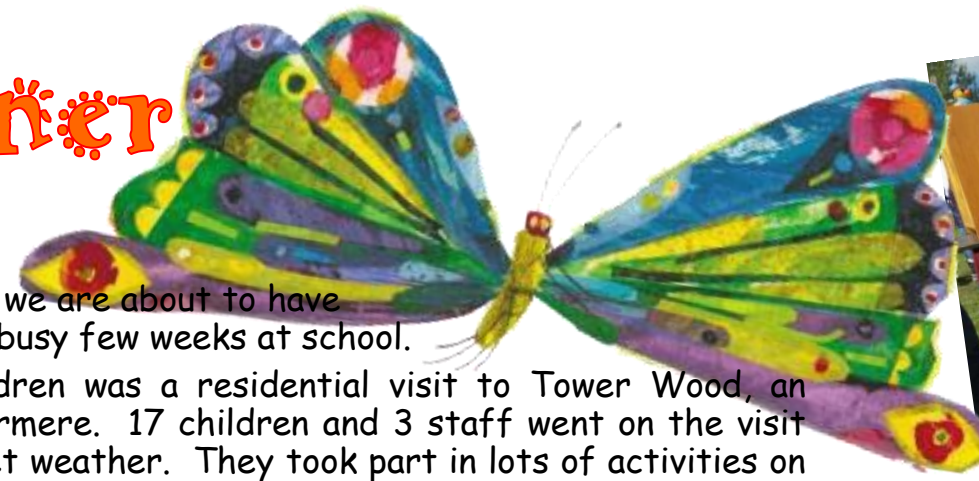 ner
we are about to have
busy few weeks at school.
dren was a residential visit to Tower Wood, an
rmere. 17 children and 3 staff went on the visit
t weather. They took part in lots of activities on